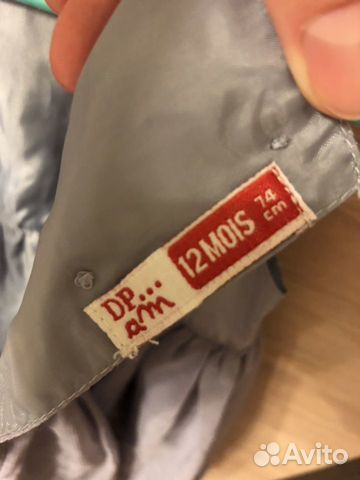 DP...
am
12 MOIS
74
cm
Avito